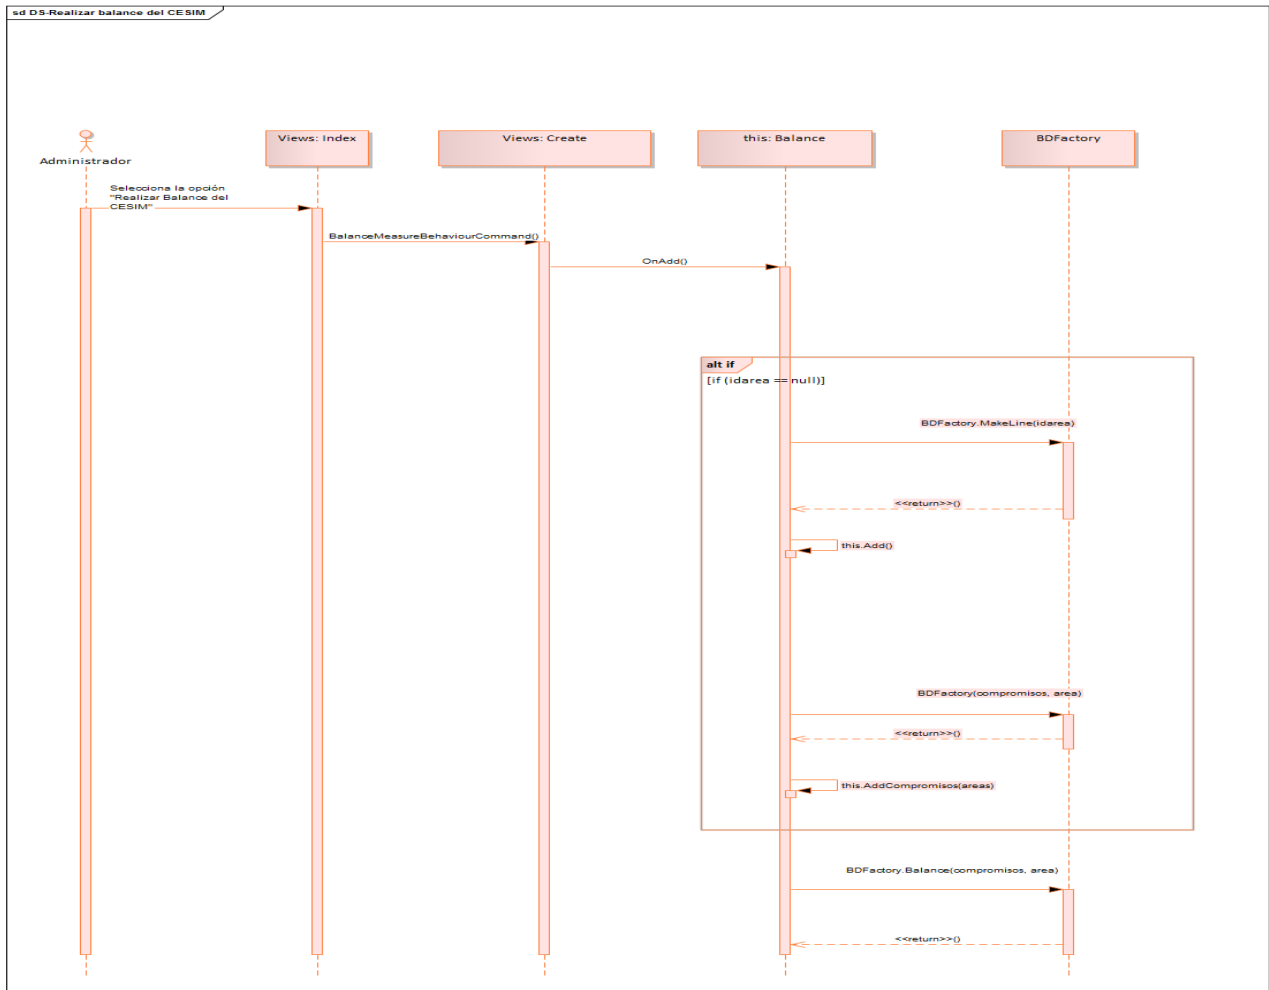 sd DS-Realizar balance del CESIM
Administrador
Views: Index
Views: Create
this: Balance
BDFactory
Selecciona la opción
"Realizar Balance del
CESIM"
BalanceMeasureBehaviourCommand()
OnAdd()
alt if
[if (idarea == null)]
BDFactory.MakeLine(idarea)
<<return>>()
this.Add()
BDFactory(compromisos, area)
<<return>>()
this.AddCompromisos(areas)
BDFactory.Balance(compromisos, area)
<<return>>()